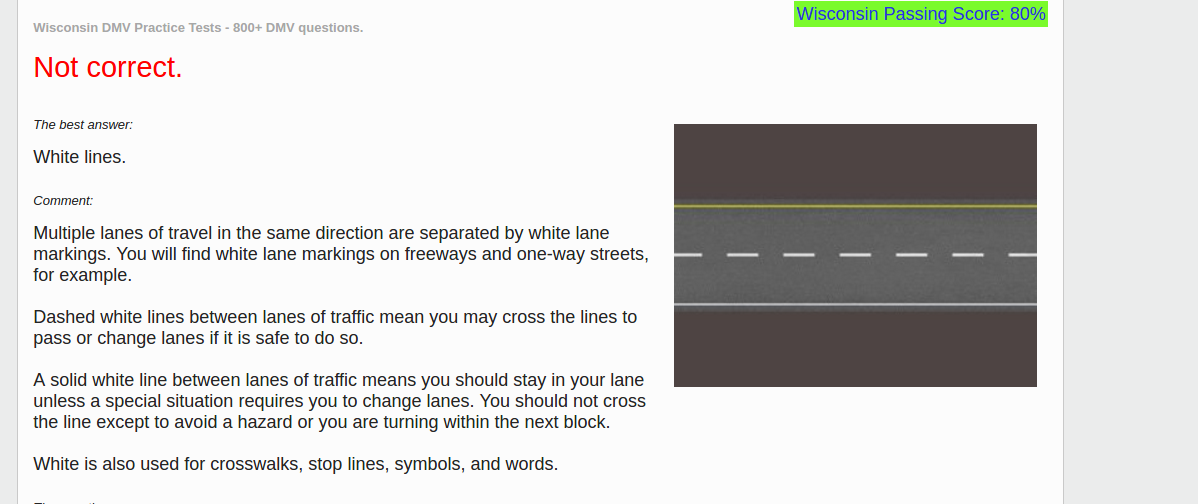 Wisconsin Passing Score: 80%
Wisconsin DMV Practice Tests - 800+ DMV questions.
Not correct.
The best answer:
White lines.
Comment:
Multiple lanes of travel in the same direction are separated by white lane
markings. You will find white lane markings on freeways and one-way streets,
for example.
Dashed white lines between lanes of traffic mean you may cross the lines to
pass or change lanes if it is safe to do so.
A solid white line between lanes of traffic means you should stay in your lane
unless a special situation requires you to change lanes. You should not cross
the line except to avoid a hazard or you are turning within the next block.
White is also used for crosswalks, stop lines, symbols, and words.